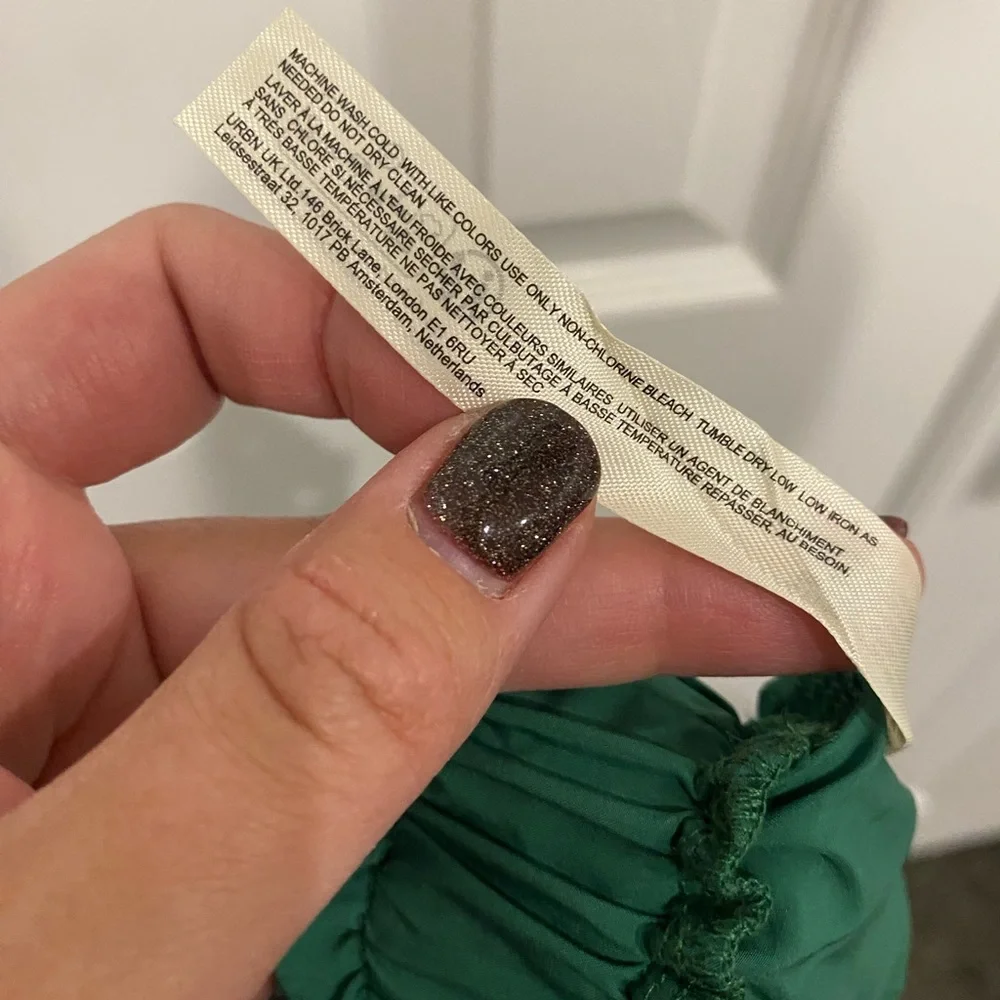 MACHINE WASH COLD WITH LIKE COLORS USE ONLY NON-CHLORINE BLEACH TUMBLE DRY LOW LOW IRON AS
NEEDED DO NOT DRY CLEAN
LAVER À LA MACHINE À L'EAU FROIDE AVEC COULEURS SIMILAIRES UTILISER UN AGENT DE BLANCHIMENT
SANS CHLORE SI NÉCESSAIRE SECHER PAR CULBUTAGE À BASSE TEMPERATURE REPASSER, AU BESOIN,
À TRÈS BASSE TEMPÉRATURE NE PAS NETTOYER À SEC
URBN UK Ltd,146 Brick Lane, London E1 6RU
Leidsestraat 32, 1017 PB Amsterdam, Netherlands